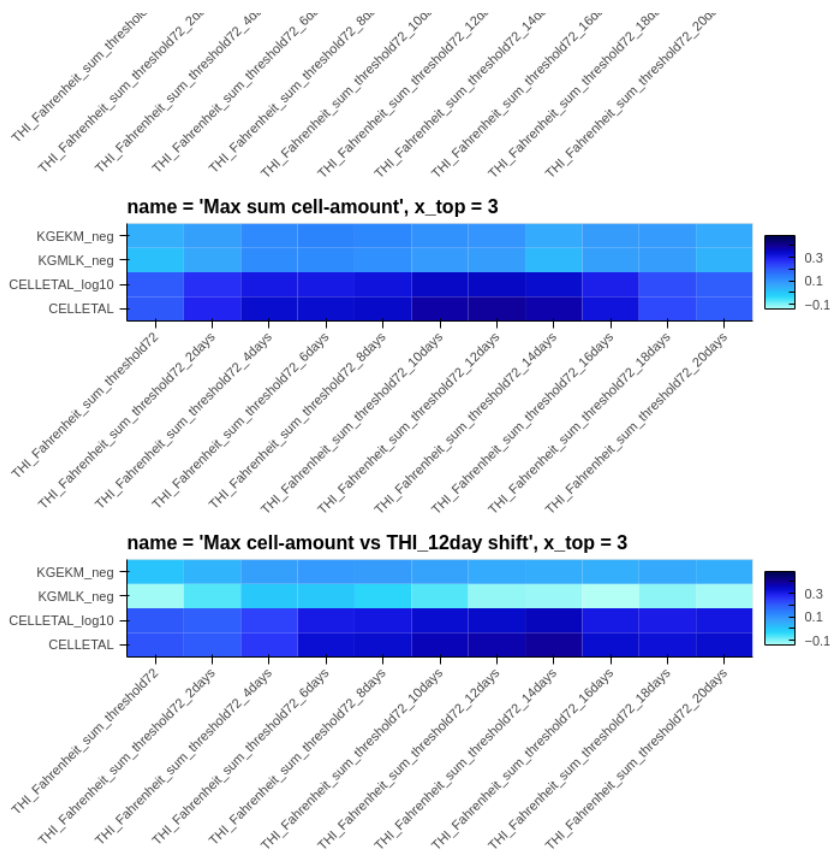 name = 'Max sum cell-amount', x_top = 3
KGEKM_neg
KGMLK_neg
CELLETAL_log10
CELLETAL
0.3
0.1
−0.1
THI_Fahrenheit_sum_threshold72
THI_Fahrenheit_sum_threshold72_2days
THI_Fahrenheit_sum_threshold72_4days
THI_Fahrenheit_sum_threshold72_6days
THI_Fahrenheit_sum_threshold72_8days
THI_Fahrenheit_sum_threshold72_10days
THI_Fahrenheit_sum_threshold72_12days
THI_Fahrenheit_sum_threshold72_14days
THI_Fahrenheit_sum_threshold72_16days
THI_Fahrenheit_sum_threshold72_18days
THI_Fahrenheit_sum_threshold72_20days
name = 'Max cell-amount vs THI_12day shift', x_top = 3
KGEKM_neg
KGMLK_neg
CELLETAL_log10
CELLETAL
0.3
0.1
−0.1
THI_Fahrenheit_sum_threshold72
THI_Fahrenheit_sum_threshold72_2days
THI_Fahrenheit_sum_threshold72_4days
THI_Fahrenheit_sum_threshold72_6days
THI_Fahrenheit_sum_threshold72_8days
THI_Fahrenheit_sum_threshold72_10days
THI_Fahrenheit_sum_threshold72_12days
THI_Fahrenheit_sum_threshold72_14days
THI_Fahrenheit_sum_threshold72_16days
THI_Fahrenheit_sum_threshold72_18days
THI_Fahrenheit_sum_threshold72_20days